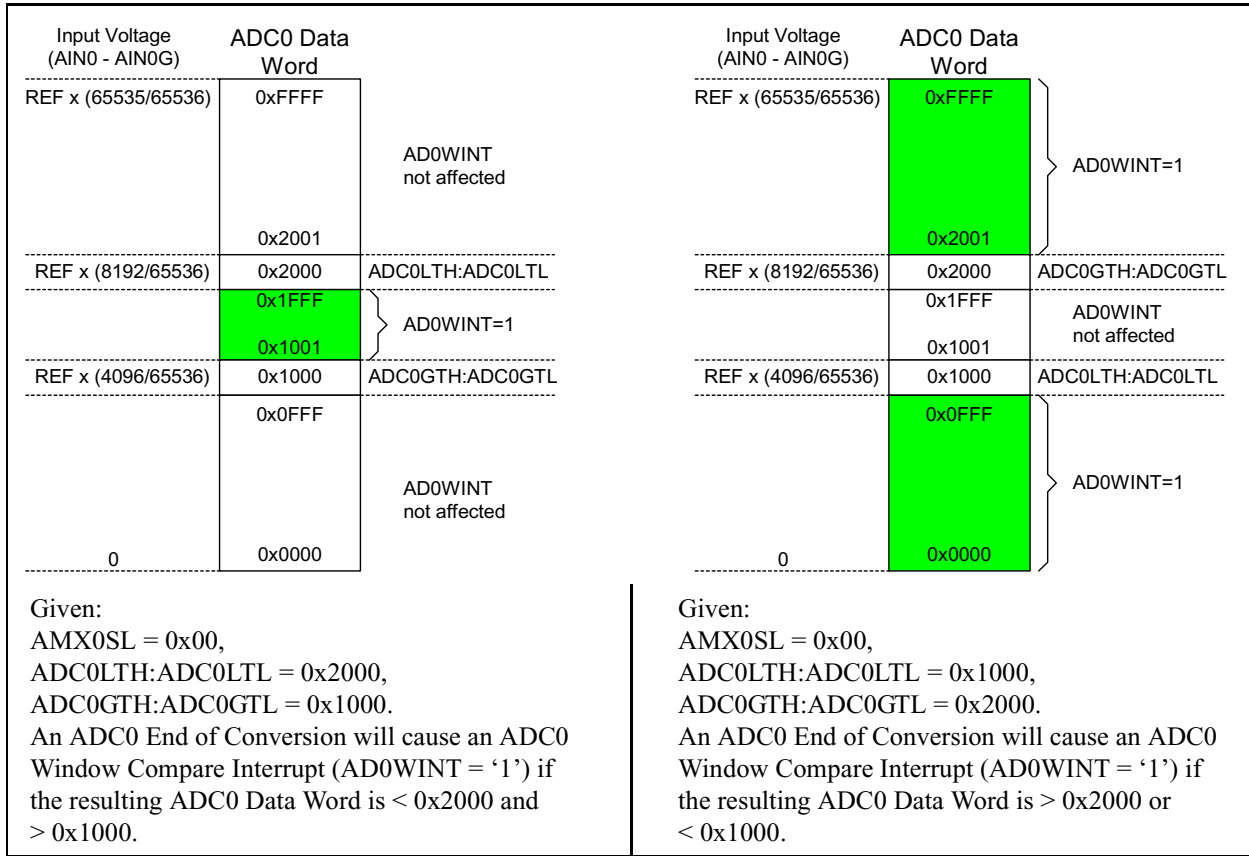 Input Voltage
(AIN0 - AIN0G)
ADC0 Data
Word
REF x (65535/65536)
0xFFFF
AD0WINT
not affected
0x2001
REF x (8192/65536)
0x2000
ADC0LTH:ADC0LTL
0x1FFF
AD0WINT=1
0x1001
REF x (4096/65536)
0x1000
ADC0GTH:ADC0GTL
0x0FFF
AD0WINT
not affected
0
0x0000
Given:
AMX0SL = 0x00,
ADC0LTH:ADC0LTL = 0x2000,
ADC0GTH:ADC0GTL = 0x1000.
An ADC0 End of Conversion will cause an ADC0
Window Compare Interrupt (AD0WINT = ‘1’) if
the resulting ADC0 Data Word is < 0x2000 and
> 0x1000.
Input Voltage
(AIN0 - AIN0G)
ADC0 Data
Word
REF x (65535/65536)
0xFFFF
AD0WINT=1
0x2001
REF x (8192/65536)
0x2000
ADC0GTH:ADC0GTL
0x1FFF
AD0WINT
not affected
0x1001
REF x (4096/65536)
0x1000
ADC0LTH:ADC0LTL
0x0FFF
AD0WINT=1
0
0x0000
Given:
AMX0SL = 0x00,
ADC0LTH:ADC0LTL = 0x1000,
ADC0GTH:ADC0GTL = 0x2000.
An ADC0 End of Conversion will cause an ADC0
Window Compare Interrupt (AD0WINT = ‘1’) if
the resulting ADC0 Data Word is > 0x2000 or
< 0x1000.